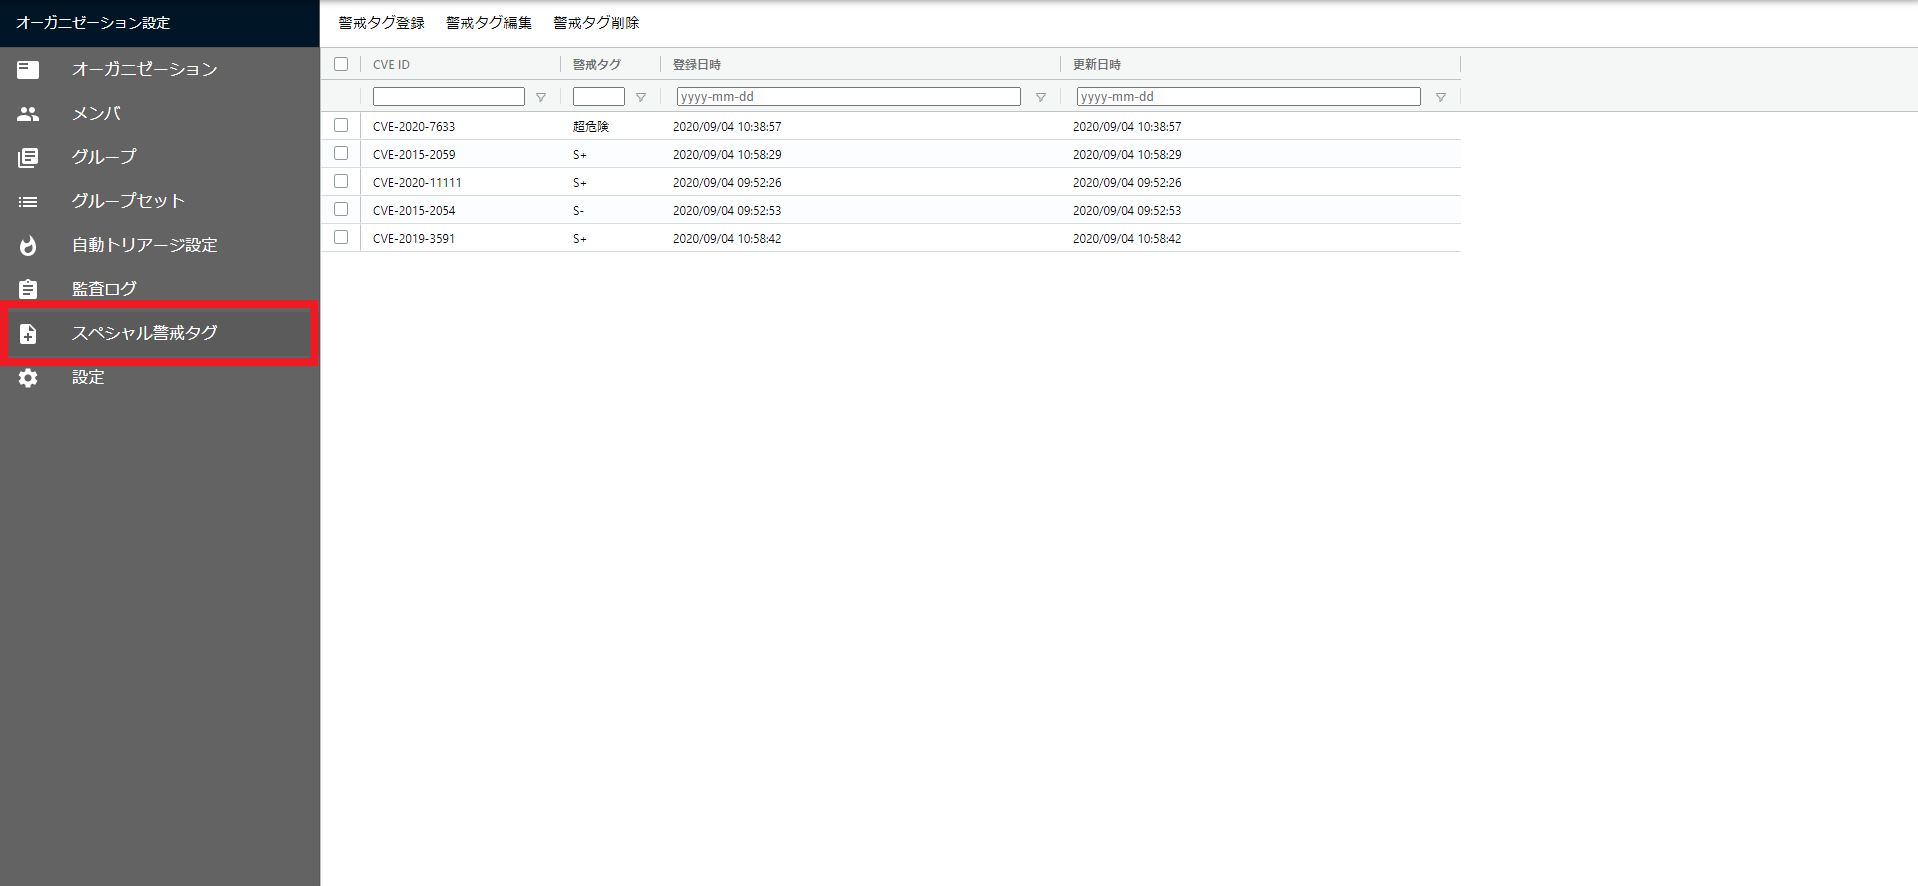 オーガニゼーション設定
オーガニゼーション
メンバ
グループ
グループセット
自動トリアージ設定
監査ログ
スペシャル警戒タグ
設定
警戒タグ登録 警戒タグ編集 警戒タグ削除
CVE ID 警戒タグ 登録日時 更新日時
yyyy-mm-dd yyyy-mm-dd
CVE-2020-7633 超危険 2020/09/04 10:38:57 2020/09/04 10:38:57
CVE-2015-2059 S+ 2020/09/04 10:58:29 2020/09/04 10:58:29
CVE-2020-11111 S+ 2020/09/04 09:52:26 2020/09/04 09:52:26
CVE-2015-2054 S- 2020/09/04 09:52:53 2020/09/04 09:52:53
CVE-2019-3591 S+ 2020/09/04 10:58:42 2020/09/04 10:58:42